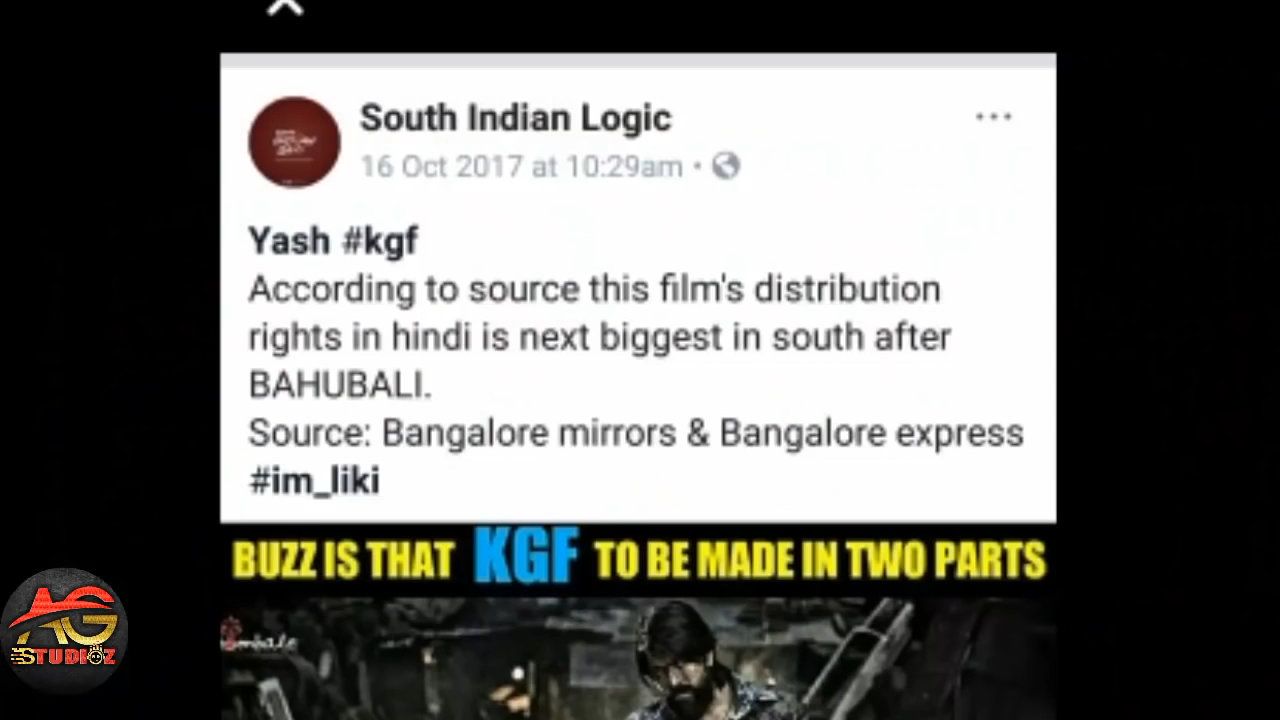 South Indian Logic
16 Oct 2017 at 10:29am
Yash #kgf
According to source this film's distribution
rights in hindi is next biggest in south after
BAHUBALI.
Source: Bangalore mirrors & Bangalore express
#im_liki
BUZZ IS THAT KGF TO BE MADE IN TWO PARTS
AG
STUDIOZ